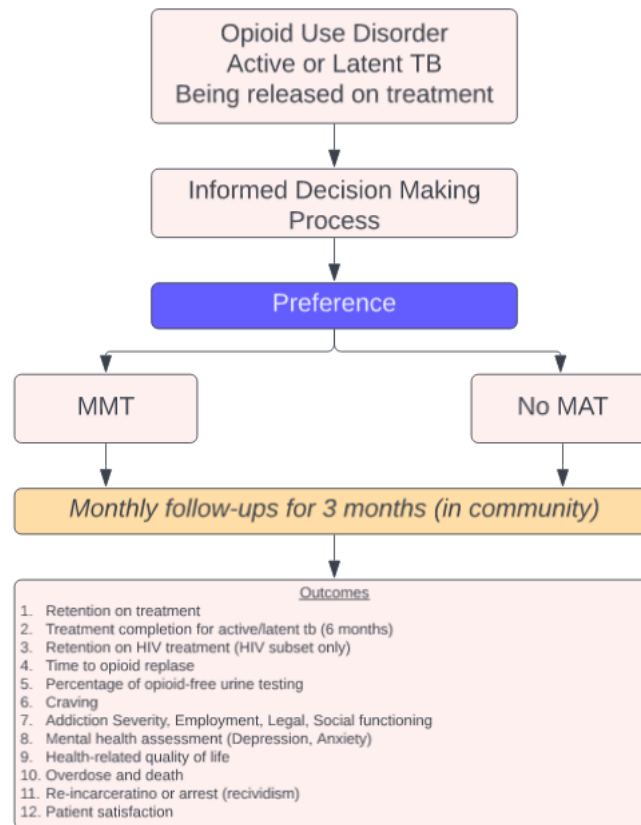 Opioid Use Disorder
Active or Latent TB
Being released on treatment
Informed Decision Making
Process
Preference
MMT
No MAT
Monthly follow-ups for 3 months (in community)
Outcomes
1. Retention on treatment
2. Treatment completion for active/latent tb (6 months)
3. Retention on HIV treatment (HIV subset only)
4. Time to opioid replase
5. Percentage of opioid-free urine testing
6. Craving
7. Addiction Severity, Employment, Legal, Social functioning
8. Mental health assessment (Depression, Anxiety)
9. Health-related quality of life
10. Overdose and death
11. Re-incarceratino or arrest (recividism)
12. Patient satisfaction